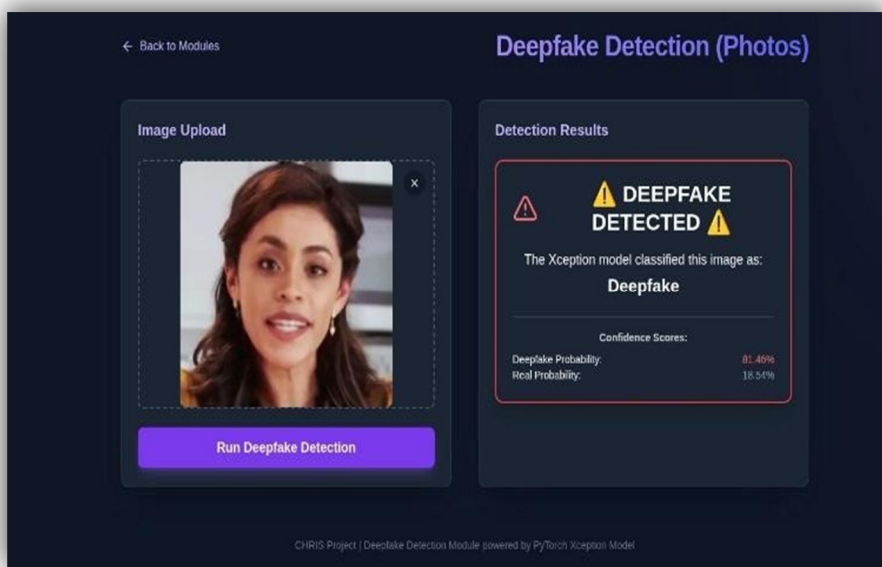 ← Back to Modules
Deepfake Detection (Photos)
Image Upload
X
Run Deepfake Detection
Detection Results
⚠️ DEEPFAKE
DETECTED ⚠️
The Xception model classified this image as:
Deepfake
Confidence Scores:
Deepfake Probability: 81.46%
Real Probability: 18.54%
CHRIS Project | Deepfake Detection Module powered by PyTorch Xception Model